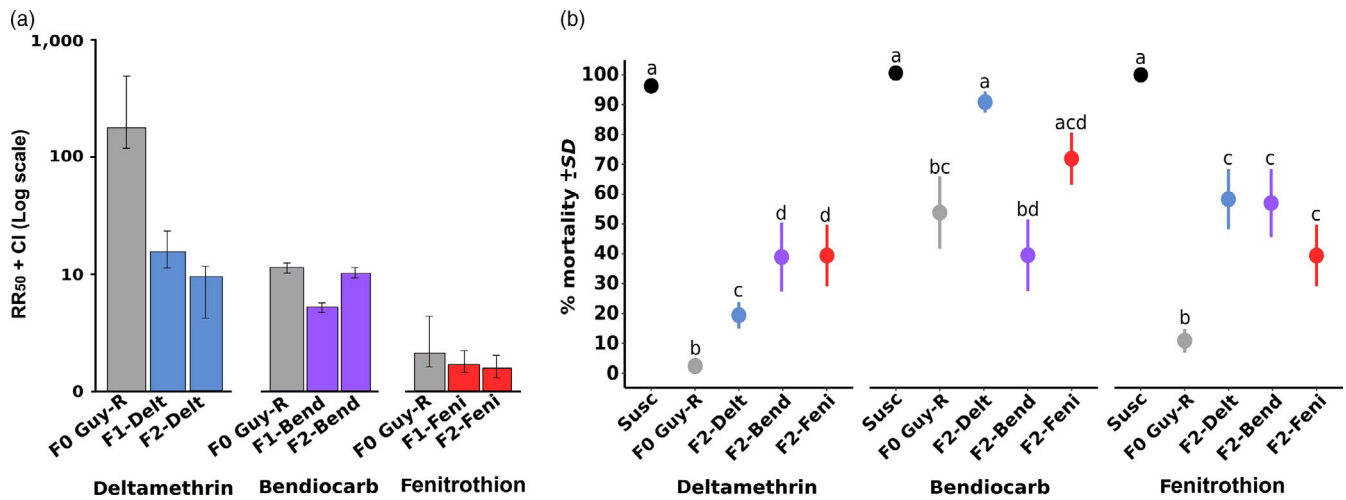 (a)
1,000
100
10
0
RR50 + CI (Log scale)
F0 Guy-R
F1-Delt
F2-Delt
F0 Guy-R
F1-Bend
F2-Bend
F0 Guy-R
F1-Feni
F2-Feni
Deltamethrin
Bendiocarb
Fenitrothion
(b)
100
90
80
70
60
50
40
30
20
10
0
% mortality ±SD
a
b
c
d
d
a
bc
a
bd
acd
a
b
c
c
c
Susc
F0 Guy-R
F2-Delt
F2-Bend
F2-Feni
Susc
F0 Guy-R
F2-Delt
F2-Bend
F2-Feni
Susc
F0 Guy-R
F2-Delt
F2-Bend
F2-Feni
Deltamethrin
Bendiocarb
Fenitrothion